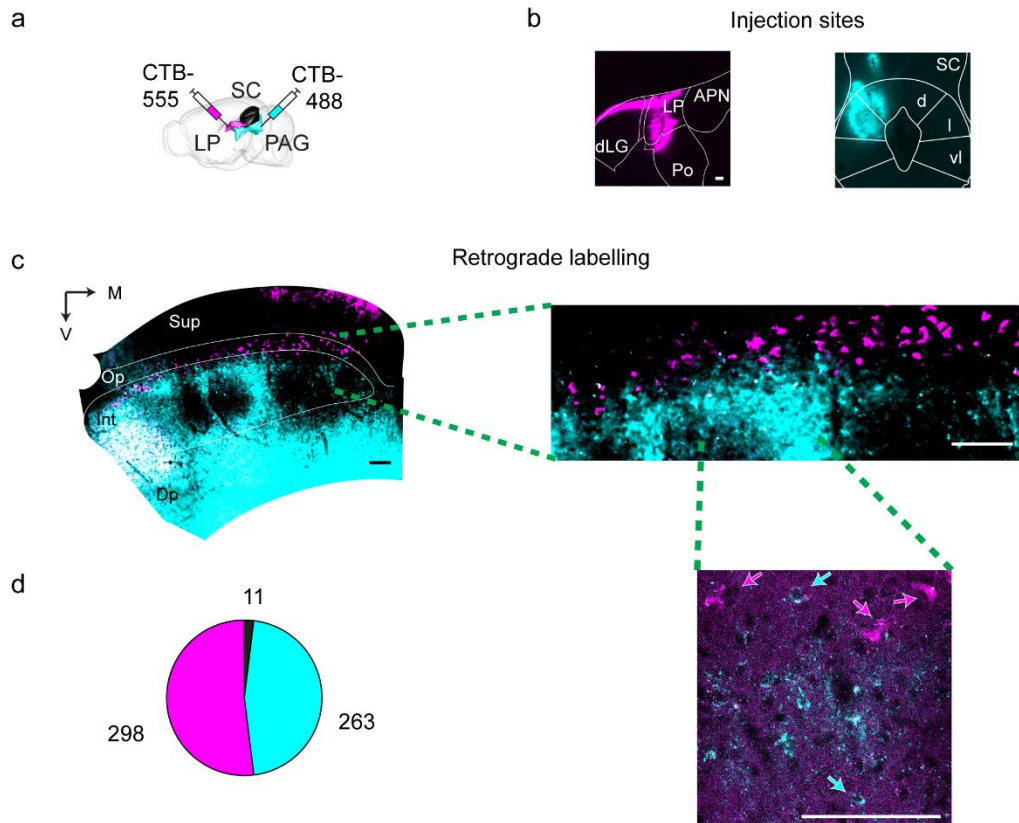 a
CTB-
555
SC
CTB-
488
LP
PAG
b
Injection sites
LP
APN
dLG
Po
SC
d
l
vl
c
Retrograde labelling
M
V
Sup
Op
Int
Dp
d
11
298
263